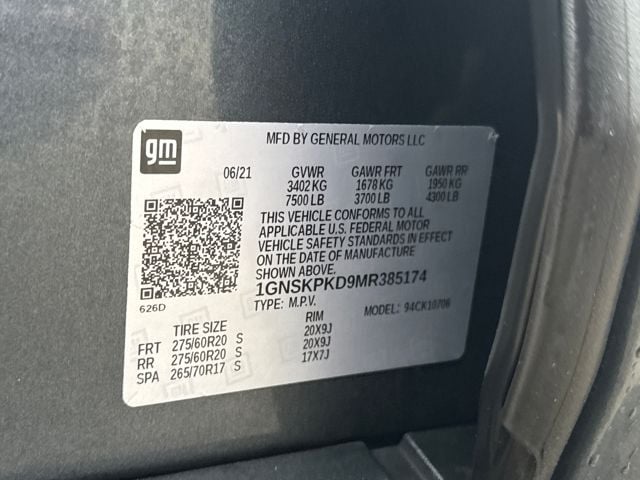 gm
MFD BY GENERAL MOTORS LLC
06/21 GVWR GAWR FRT GAWR RR
3402 KG 1678 KG 1950 KG
7500 LB 3700 LB 4300 LB
THIS VEHICLE CONFORMS TO ALL
APPLICABLE U.S. FEDERAL MOTOR
VEHICLE SAFETY STANDARDS IN EFFECT
ON THE DATE OF MANUFACTURE
SHOWN ABOVE.
1GNSKPKD9MR385174
626D
TYPE: M.P.V. MODEL: 94CK10706
TIRE SIZE RIM
FRT 275/60R20 S 20X9J
RR 275/60R20 S 20X9J
SPA 265/70R17 S 17X7J